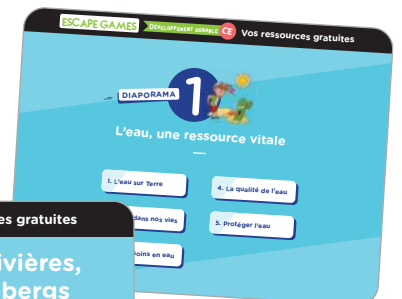 ESCAPE GAMES DÉVELOPPEMENT DURABLE CE Vos ressources gratuites
DIAPORAMA 1
L'eau, une ressource vitale
1. L'eau sur Terre
4. La qualité de l'eau
dans nos vies
5. Protéger l'eau
oins en eau
es gratuites
ivières,
bergs